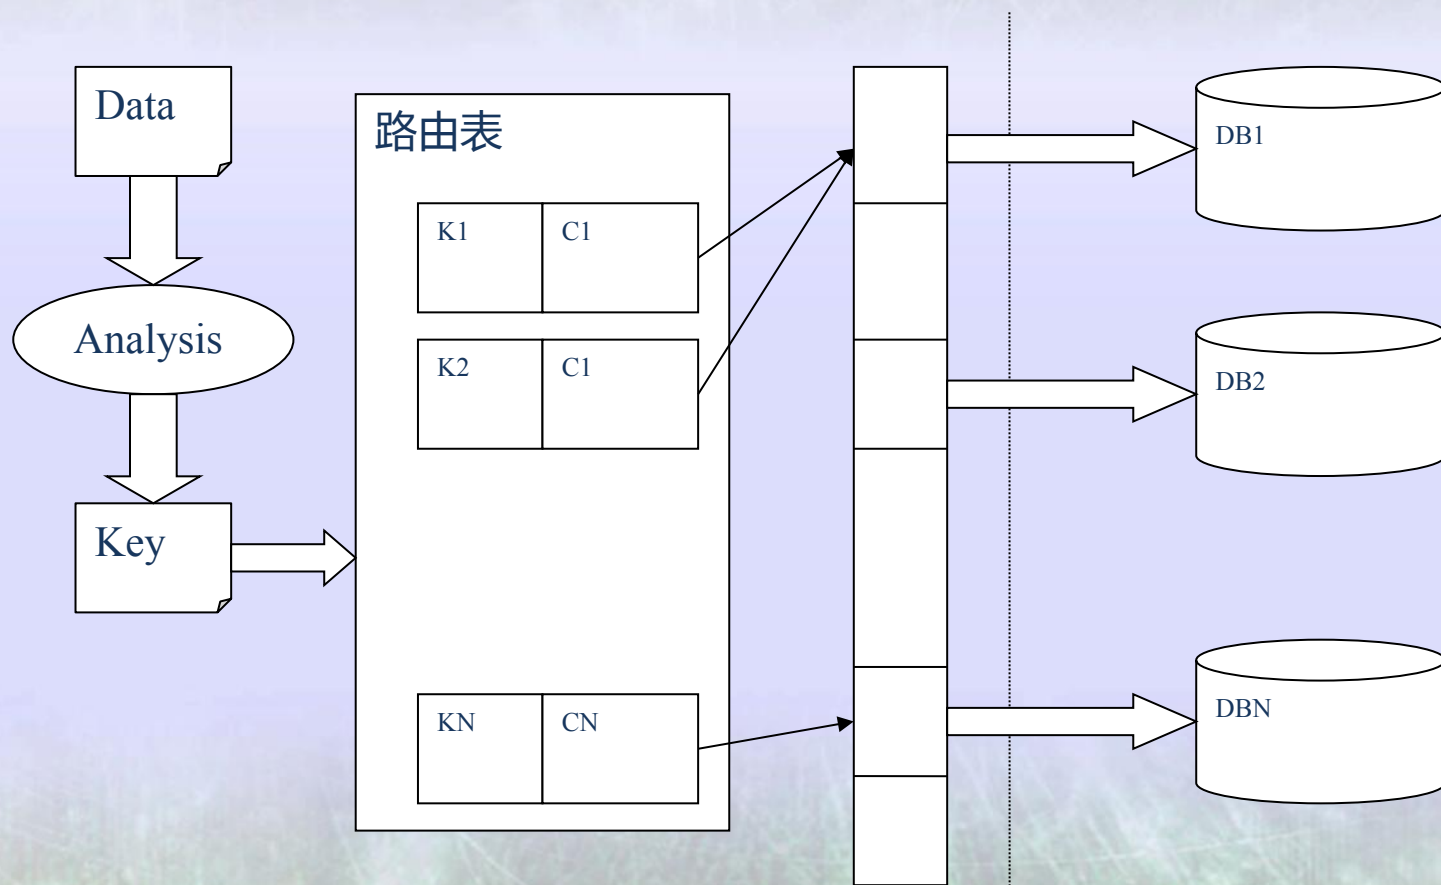 Data
Analysis
Key
路由表
K1 C1
K2 C1
KN CN
DB1
DB2
DBN